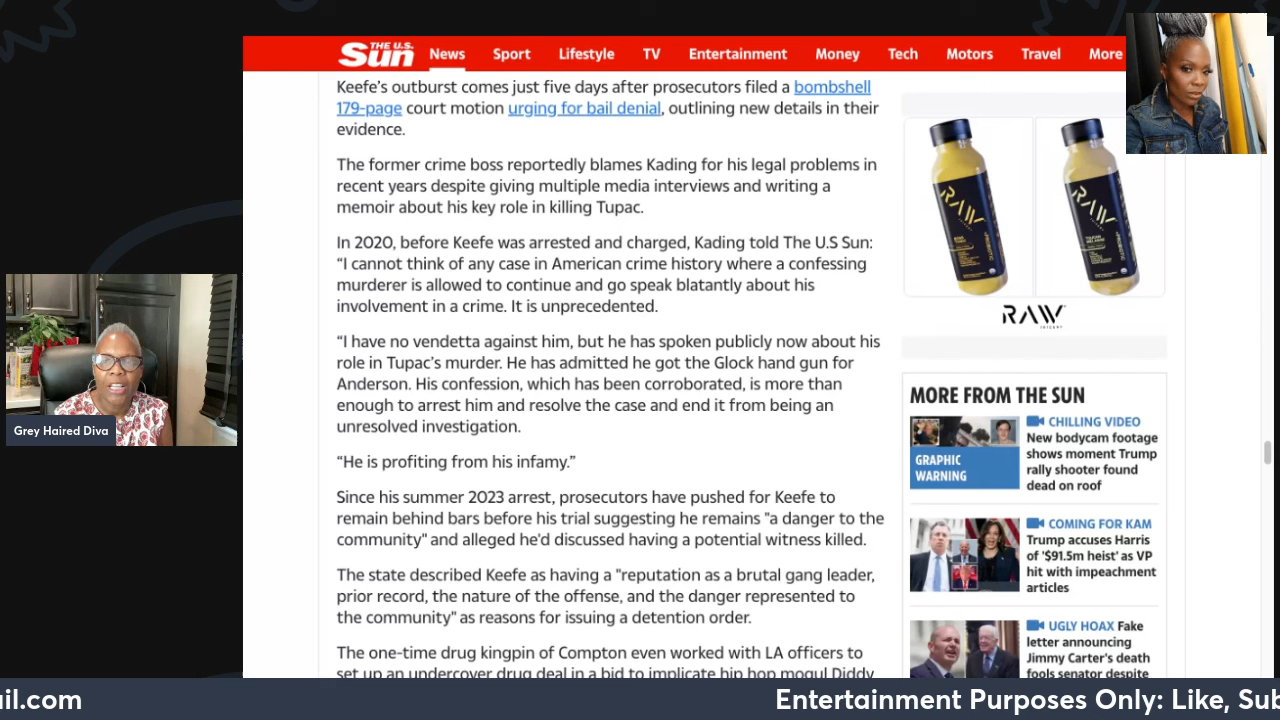 THE U.S.
Sun
News Sport Lifestyle TV Entertainment Money Tech Motors Travel More
Keefe's outburst comes just five days after prosecutors filed a bombshell
179-page court motion urging for bail denial, outlining new details in their
evidence.
The former crime boss reportedly blames Kading for his legal problems in
recent years despite giving multiple media interviews and writing a
memoir about his key role in killing Tupac.
In 2020, before Keefe was arrested and charged, Kading told The U.S Sun:
“I cannot think of any case in American crime history where a confessing
murderer is allowed to continue and go speak blatantly about his
involvement in a crime. It is unprecedented.
“I have no vendetta against him, but he has spoken publicly now about his
role in Tupac’s murder. He has admitted he got the Glock hand gun for
Anderson. His confession, which has been corroborated, is more than
enough to arrest him and resolve the case and end it from being an
unresolved investigation.
“He is profiting from his infamy.”
Since his summer 2023 arrest, prosecutors have pushed for Keefe to
remain behind bars before his trial suggesting he remains "a danger to the
community" and alleged he'd discussed having a potential witness killed.
The state described Keefe as having a "reputation as a brutal gang leader,
prior record, the nature of the offense, and the danger represented to
the community" as reasons for issuing a detention order.
The one-time drug kingpin of Compton even worked with LA officers to
set up an undercover drug deal in a bid to implicate hip hop mogul Diddy
RAW
RAW
RAW
MORE FROM THE SUN
GRAPHIC
WARNING
CHILLING VIDEO
New bodycam footage
shows moment Trump
rally shooter found
dead on roof
COMING FOR KAM
Trump accuses Harris
of '$91.5m heist' as VP
hit with impeachment
articles
UGLY HOAX Fake
letter announcing
Jimmy Carter's death
fools senator despite
Grey Haired Diva
ail.com
Entertainment Purposes Only: Like, Sub